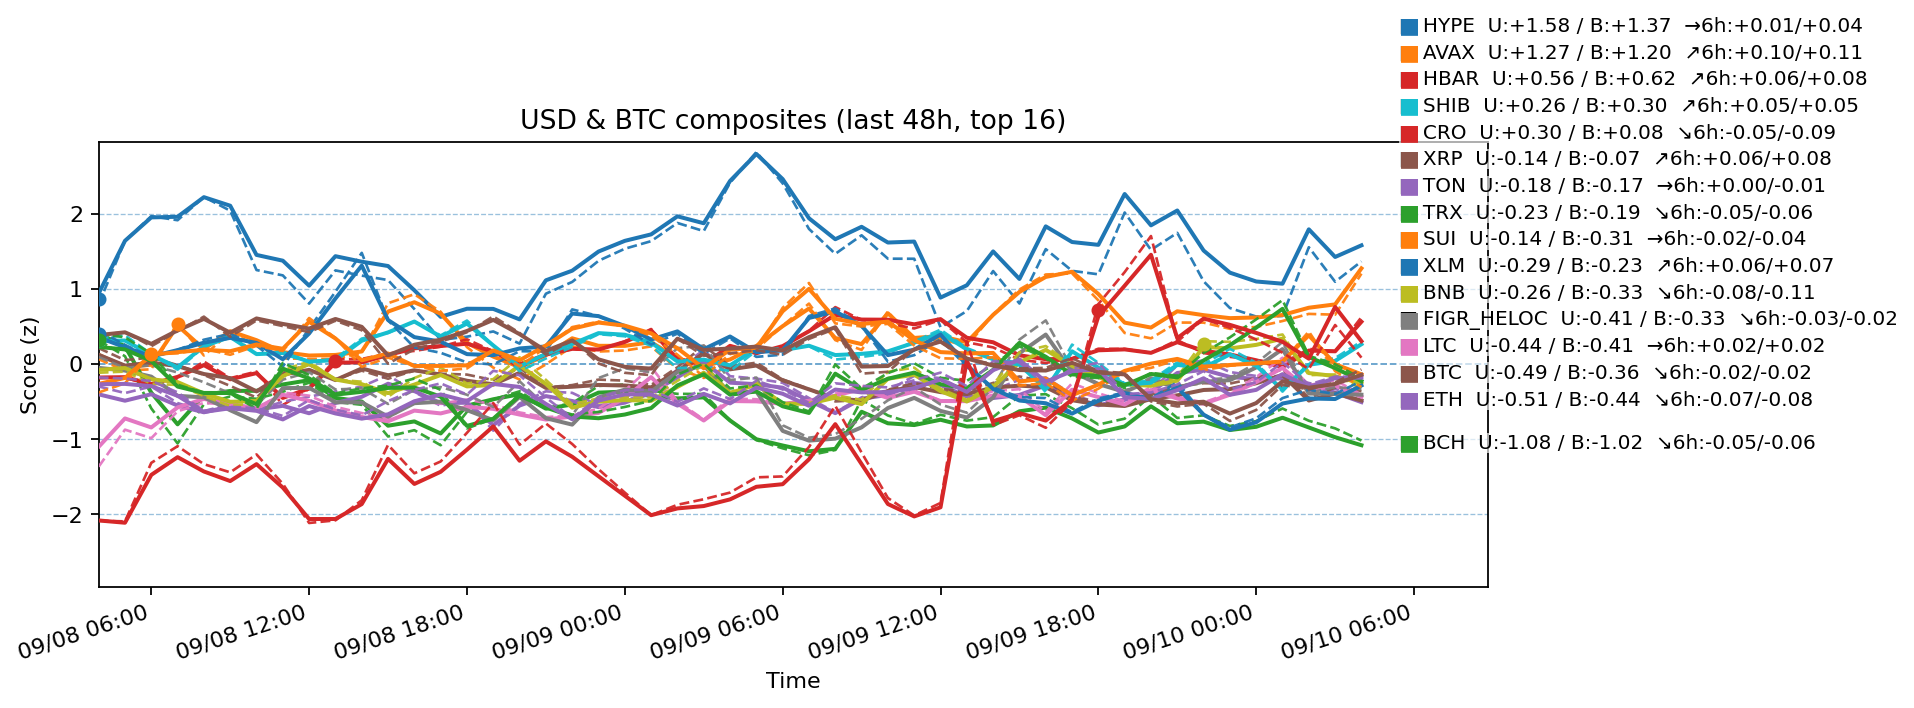 HYPE  U:+1.58 / B:+1.37  →6h:+0.01/+0.04
AVAX  U:+1.27 / B:+1.20  ↗6h:+0.10/+0.11
HBAR  U:+0.56 / B:+0.62  ↗6h:+0.06/+0.08
SHIB  U:+0.26 / B:+0.30  ↗6h:+0.05/+0.05
CRO  U:+0.30 / B:+0.08  ↘6h:-0.05/-0.09
XRP  U:-0.14 / B:-0.07  ↗6h:+0.06/+0.08
TON  U:-0.18 / B:-0.17  →6h:+0.00/-0.01
TRX  U:-0.23 / B:-0.19  ↘6h:-0.05/-0.06
SUI  U:-0.14 / B:-0.31  →6h:-0.02/-0.04
XLM  U:-0.29 / B:-0.23  ↗6h:+0.06/+0.07
BNB  U:-0.26 / B:-0.33  ↘6h:-0.08/-0.11
FIGR_HELOC  U:-0.41 / B:-0.33  ↘6h:-0.03/-0.02
LTC  U:-0.44 / B:-0.41  →6h:+0.02/+0.02
BTC  U:-0.49 / B:-0.36  ↘6h:-0.02/-0.02
ETH  U:-0.51 / B:-0.44  ↘6h:-0.07/-0.08
BCH  U:-1.08 / B:-1.02  ↘6h:-0.05/-0.06
USD & BTC composites (last 48h, top 16)
Score (z)
2
1
0
−1
−2
09/08 06:00
09/08 12:00
09/08 18:00
09/09 00:00
09/09 06:00
09/09 12:00
09/09 18:00
09/10 00:00
09/10 06:00
Time